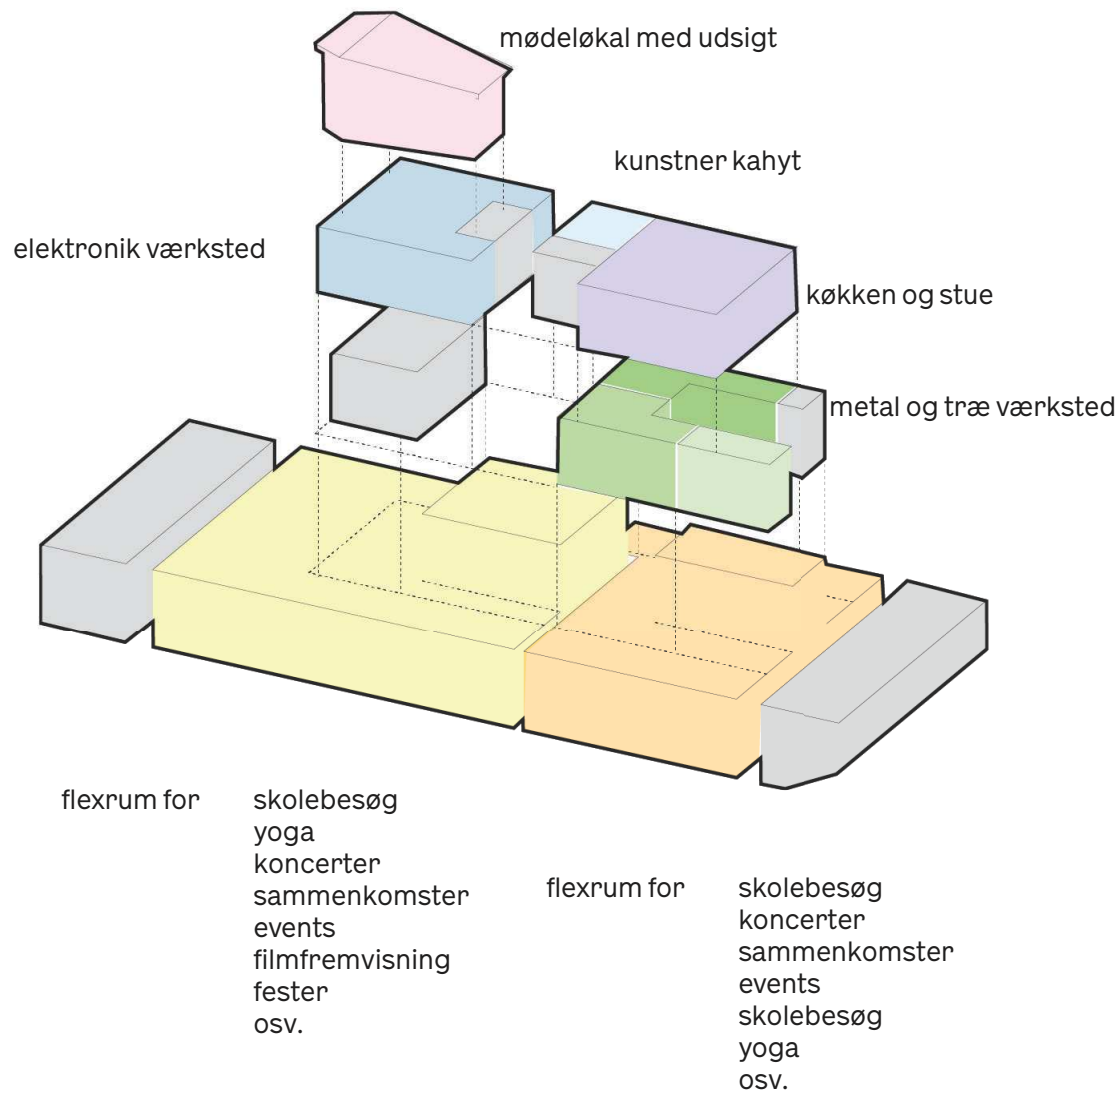 mødeløkal med udsigt
kunstner kahyt
elektronik værksted
køkken og stue
metal og træ værksted
flexrum for
skolebesøg
yoga
koncerter
sammenkomster
events
filmfremvisning
fester
osv.
flexrum for
skolebesøg
koncerter
sammenkomster
events
skolebesøg
yoga
osv.